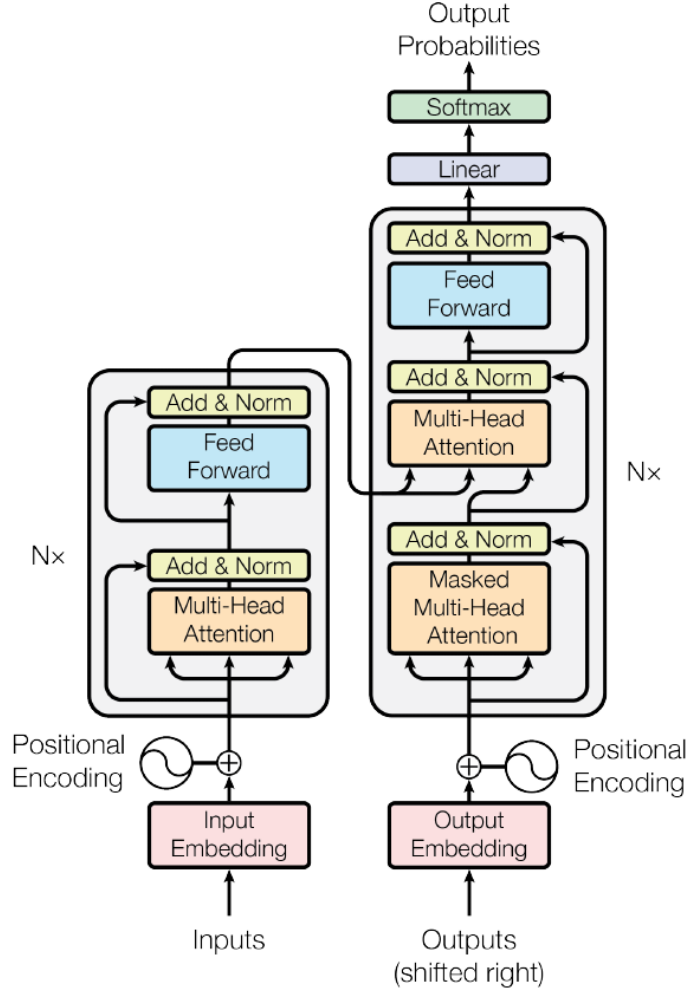 Output
Probabilities
Softmax
Linear
Add & Norm
Feed
Forward
Add & Norm
Multi-Head
Attention
Nx
Add & Norm
Masked
Multi-Head
Attention
Add & Norm
Feed
Forward
Nx
Add & Norm
Multi-Head
Attention
Positional
Encoding
Positional
Encoding
Input
Embedding
Output
Embedding
Inputs
Outputs
(shifted right)